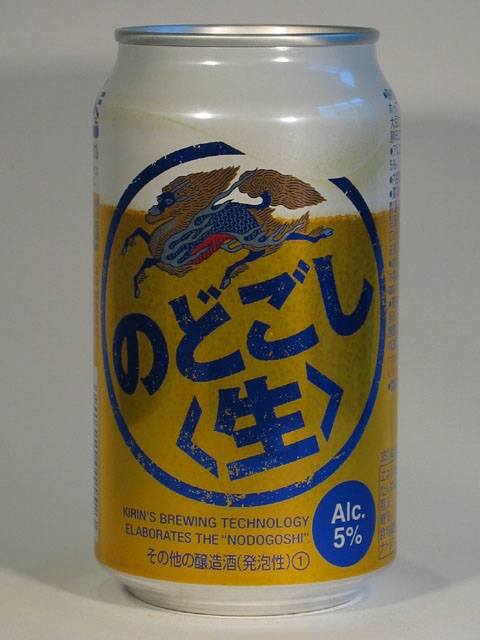 のどごし
〈生〉
KIRIN'S BREWING TECHNOLOGY
ELABORATES THE "NODOGOSHI".
その他の醸造酒(発泡性)①
Alc.
5%